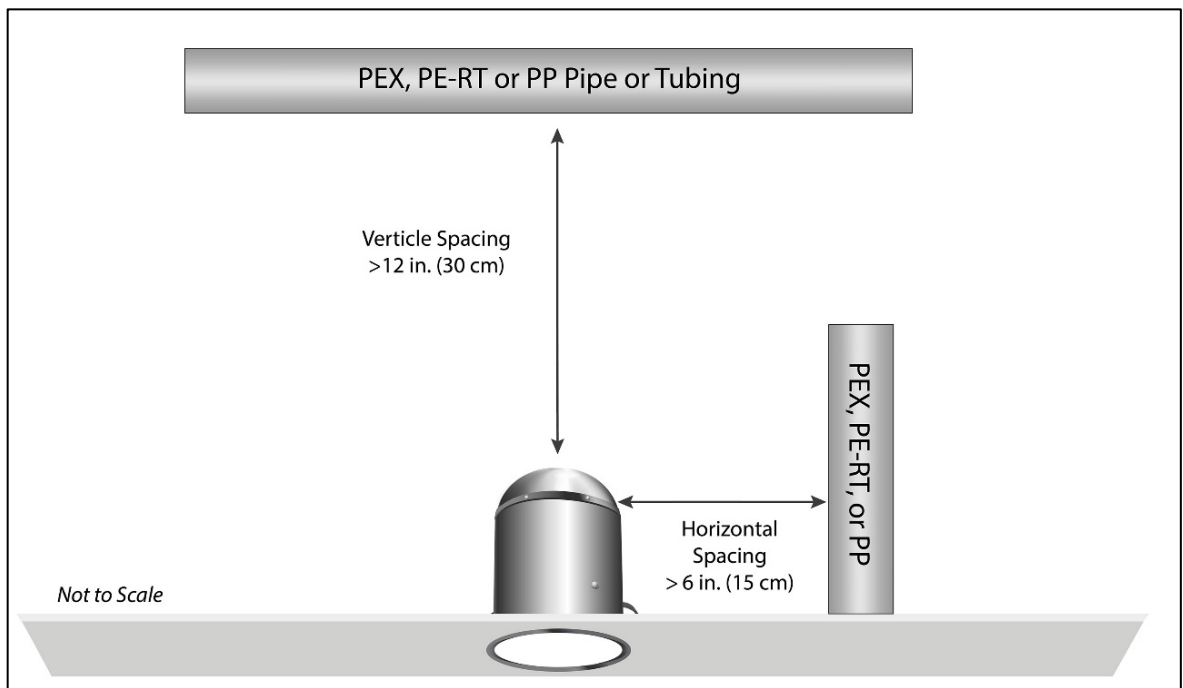 PEX, PE-RT or PP Pipe or Tubing
Verticle Spacing
>12 in. (30 cm)
PEX, PE-RT, or PP
Horizontal
Spacing
> 6 in. (15 cm)
Not to Scale